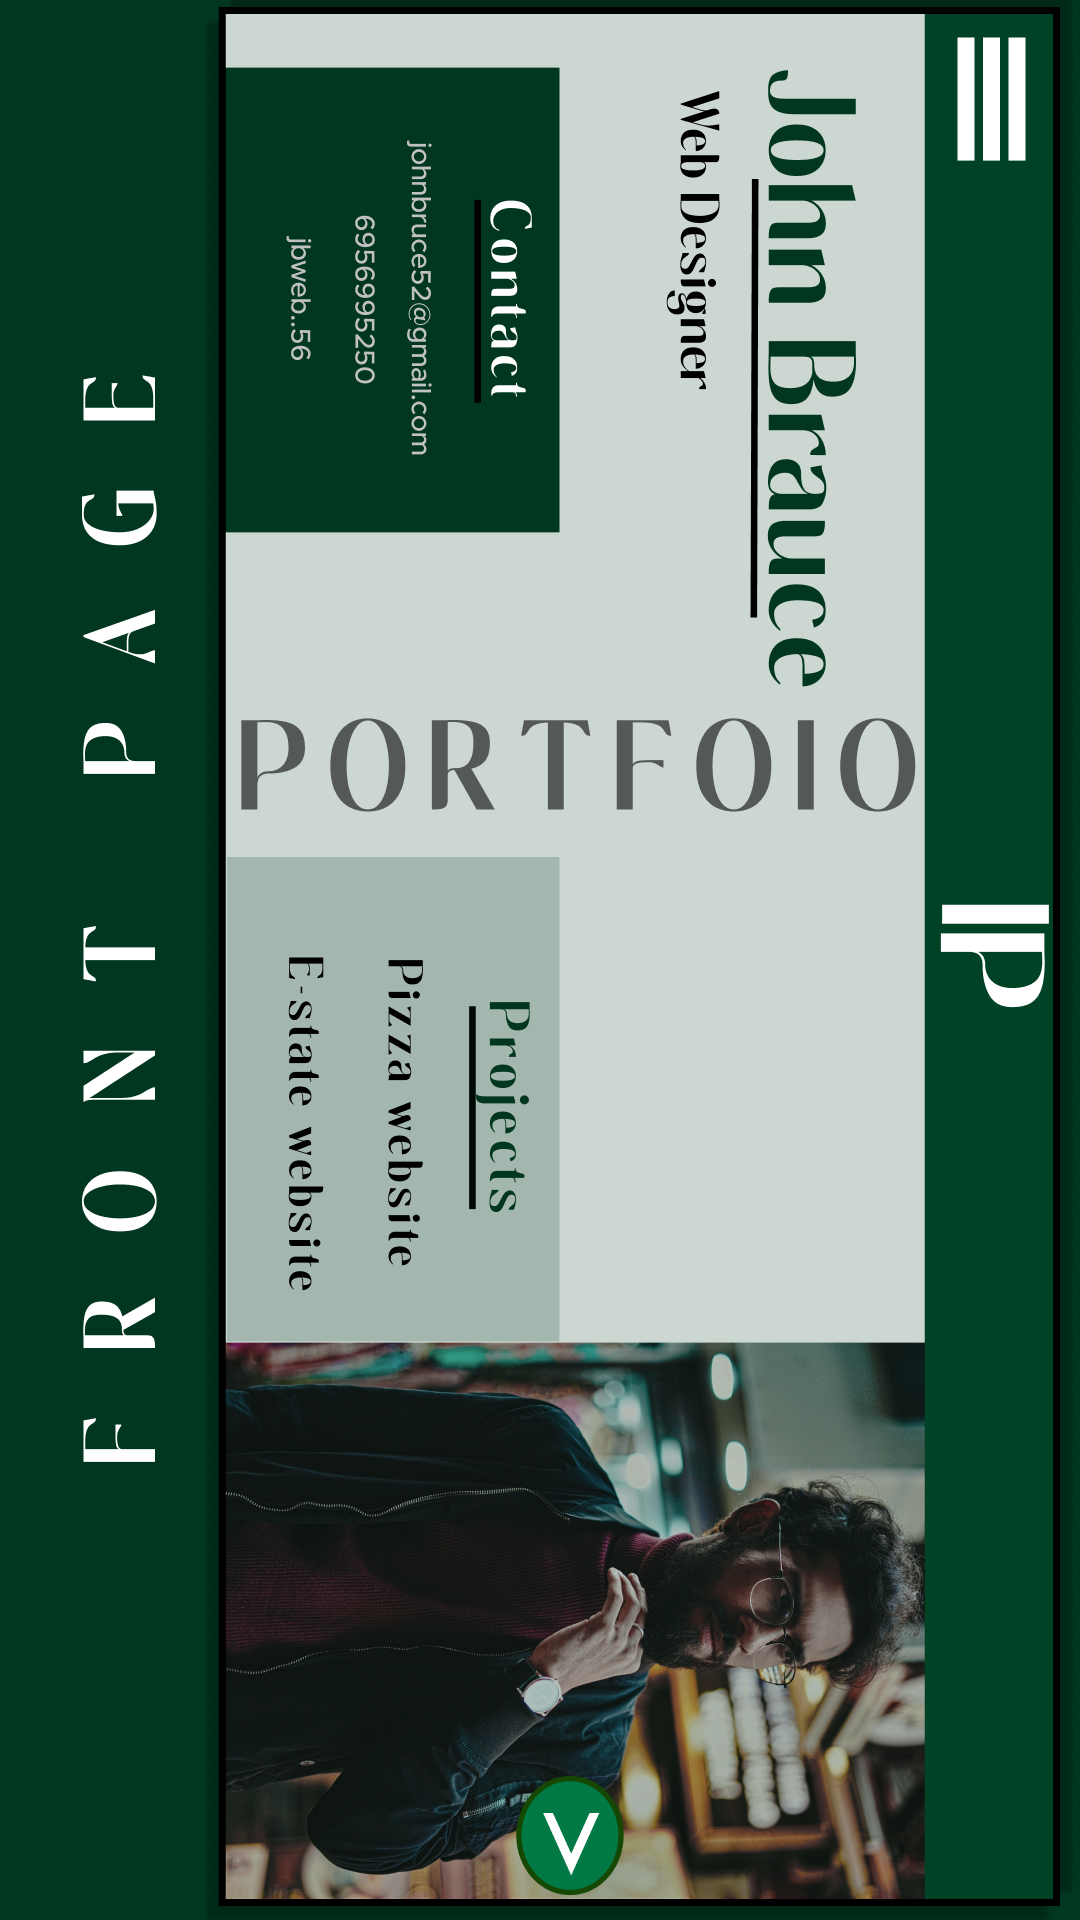 FRONT PAGE
IP
John Brauce
Web Designer
PORTFOIO
Contact
johnbruce52@gmail.com
6956995250
jbweb..56
Projects
Pizza website
E-state website
V